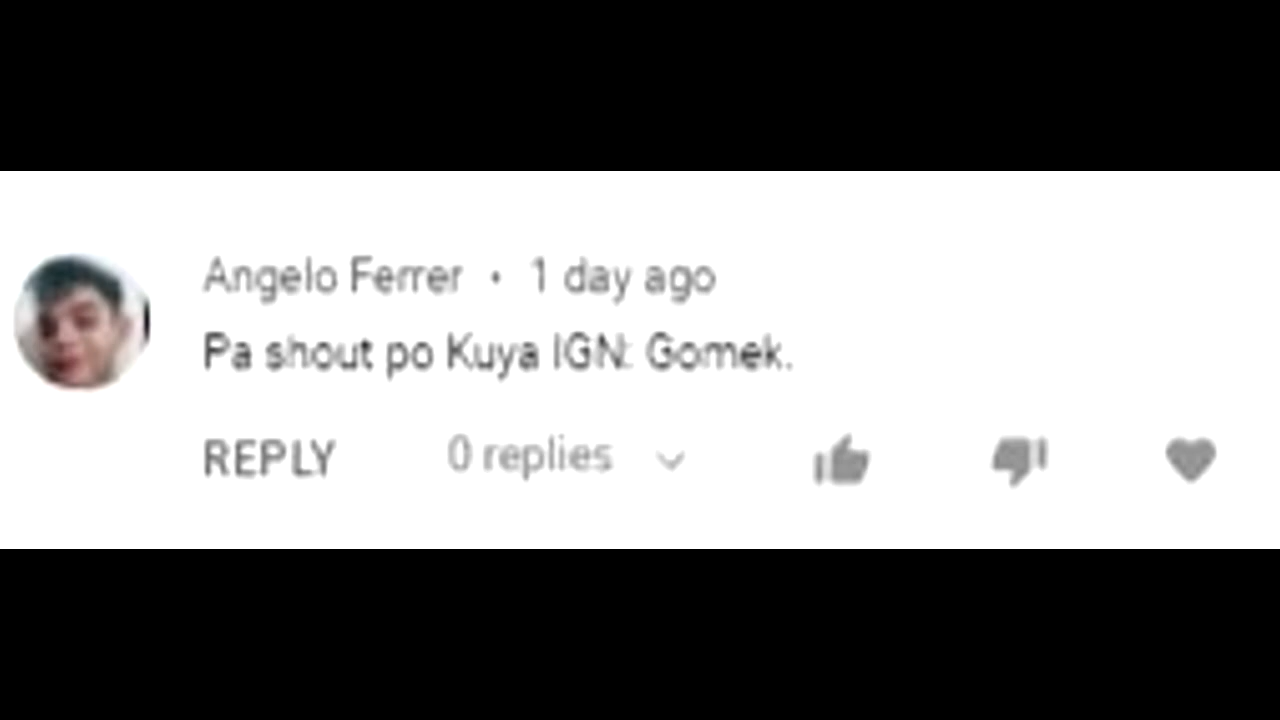 Angelo Ferrer • 1 day ago
Pa shout po Kuya IGN: Gomek.
REPLY 0 replies